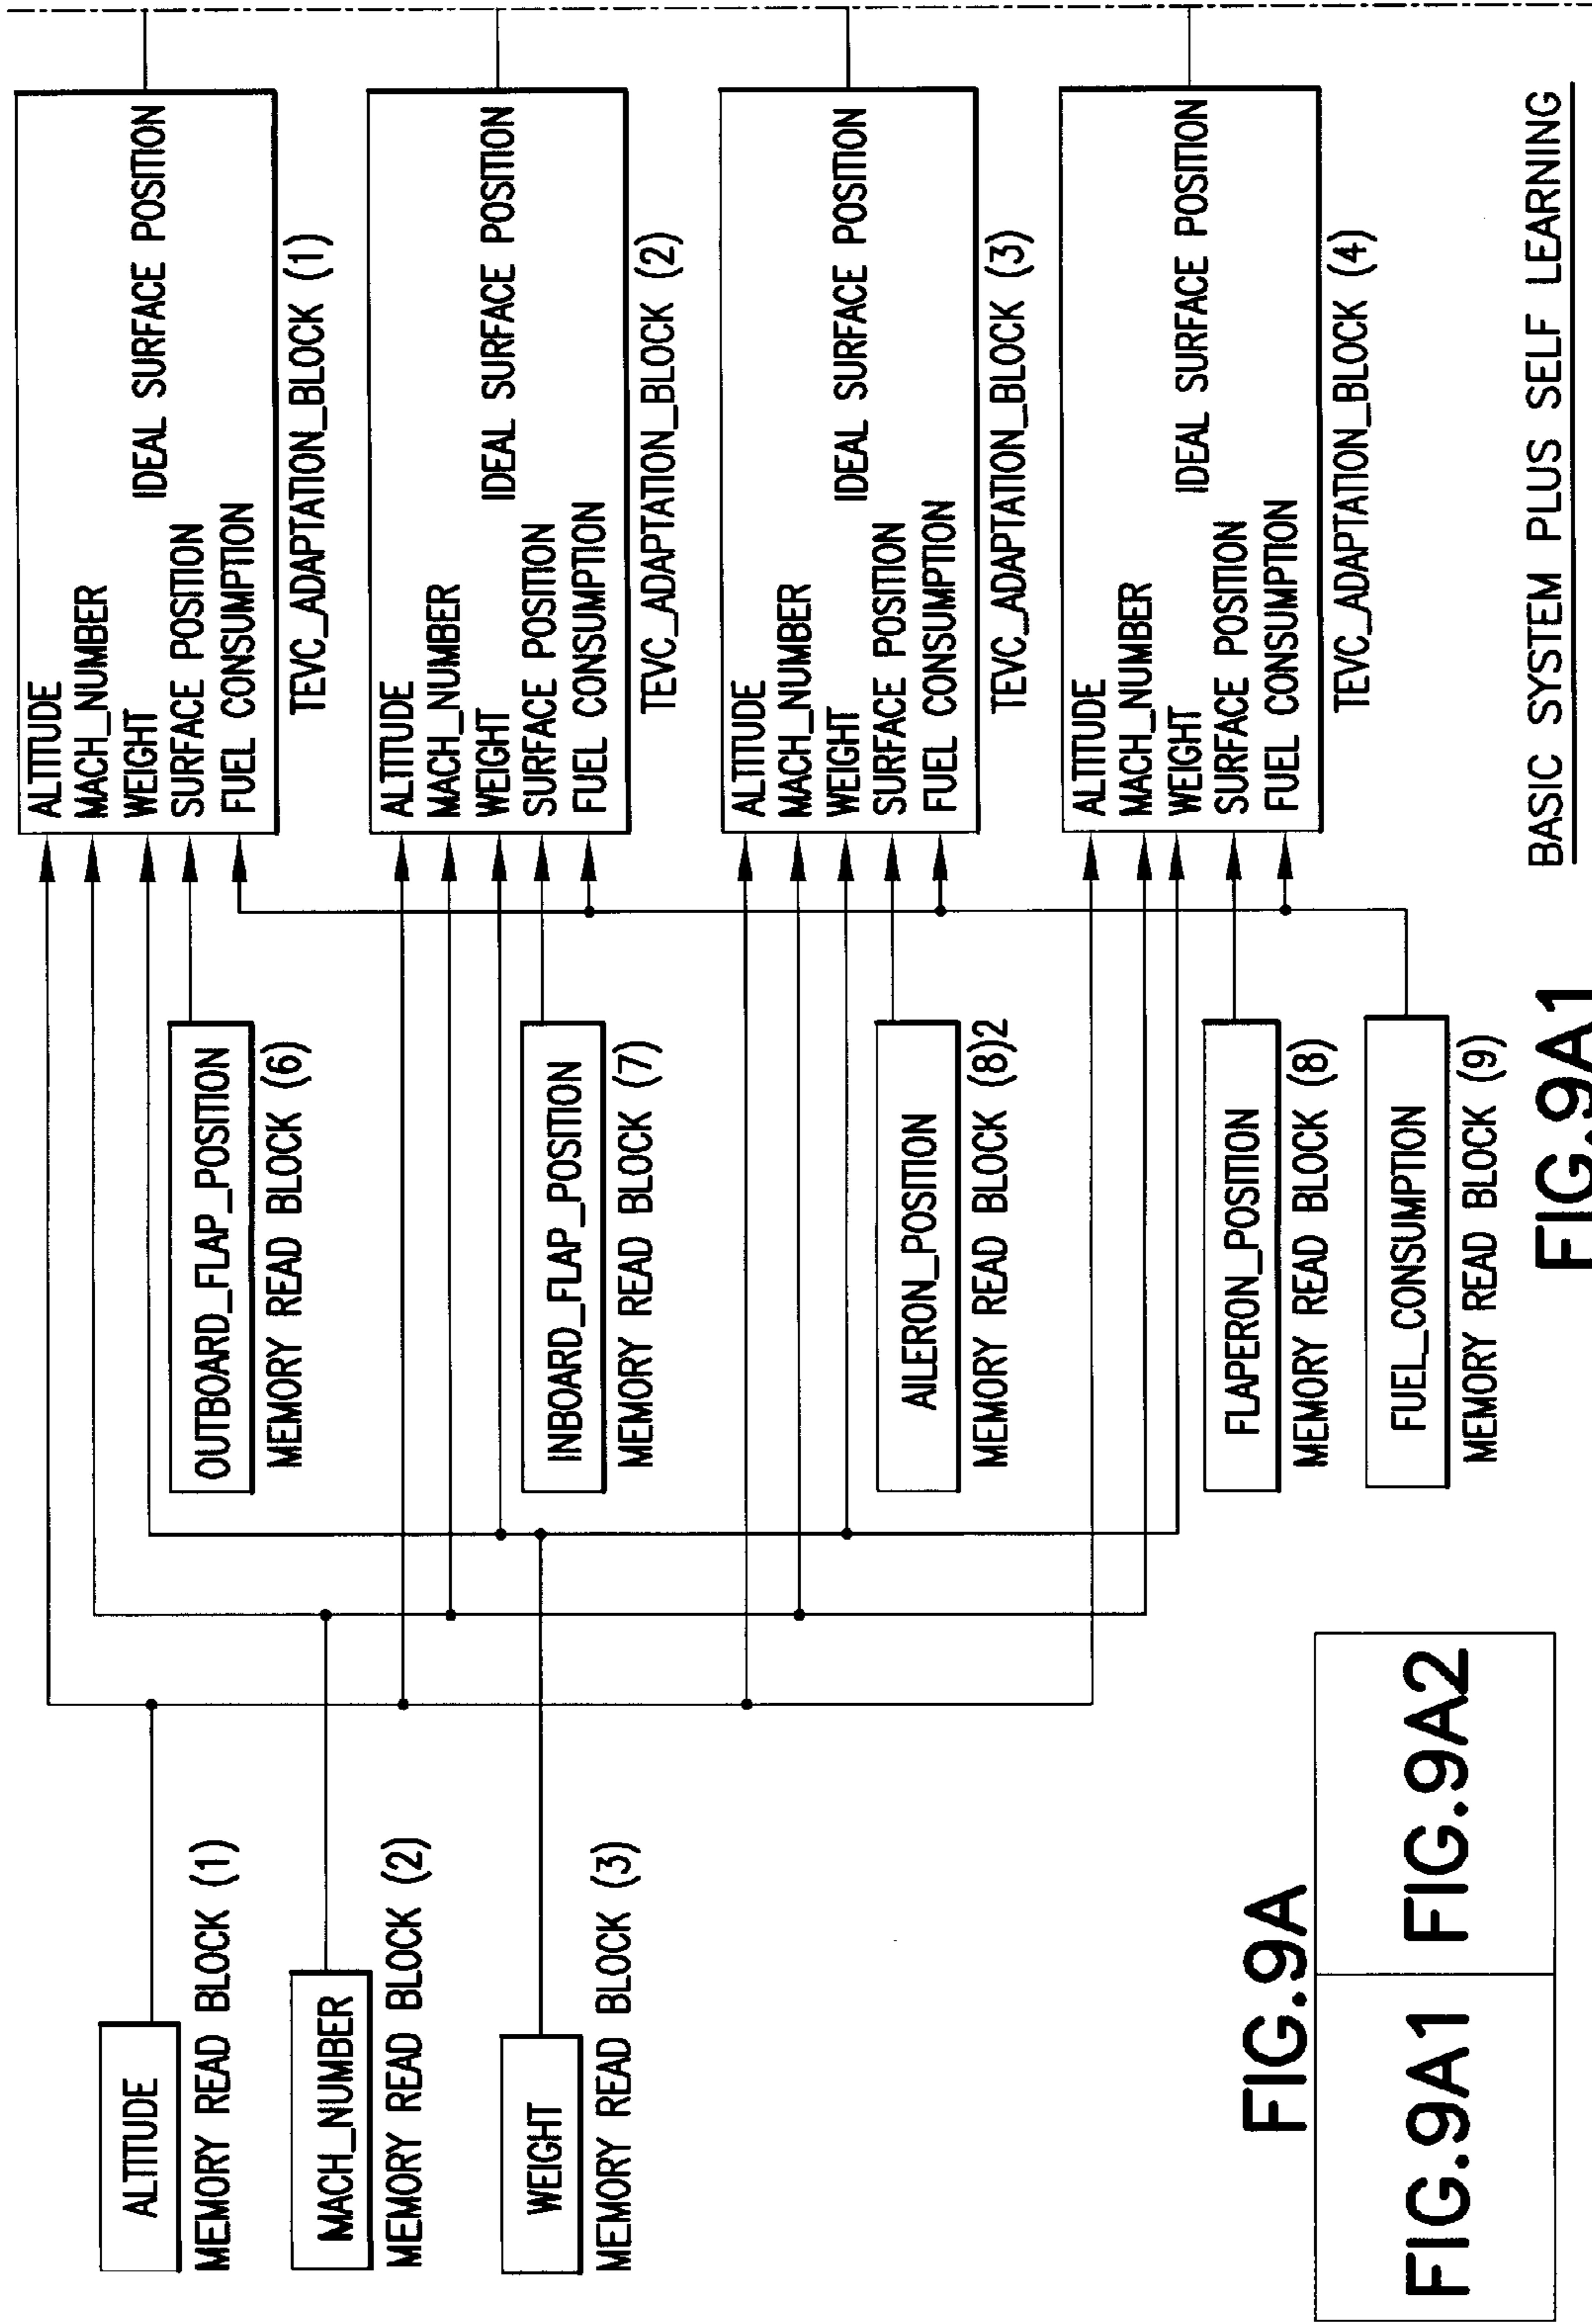 ALTITUDE
MEMORY READ BLOCK (1)
MACH_NUMBER
MEMORY READ BLOCK (2)
WEIGHT
MEMORY READ BLOCK (3)
OUTBOARD_FLAP_POSITION
MEMORY READ BLOCK (6)
INBOARD_FLAP_POSITION
MEMORY READ BLOCK (7)
AILERON_POSITION
MEMORY READ BLOCK (8)2
FLAPERON_POSITION
MEMORY READ BLOCK (8)
FUEL_CONSUMPTION
MEMORY READ BLOCK (9)
ALTITUDE
MACH_NUMBER
WEIGHT
IDEAL SURFACE POSITION
SURFACE POSITION
FUEL CONSUMPTION
TEVC_ADAPTATION_BLOCK (1)
ALTITUDE
MACH_NUMBER
WEIGHT
IDEAL SURFACE POSITION
SURFACE POSITION
FUEL CONSUMPTION
TEVC_ADAPTATION_BLOCK (2)
ALTITUDE
MACH_NUMBER
WEIGHT
IDEAL SURFACE POSITION
SURFACE POSITION
FUEL CONSUMPTION
TEVC_ADAPTATION_BLOCK (3)
ALTITUDE
MACH_NUMBER
WEIGHT
IDEAL SURFACE POSITION
SURFACE POSITION
FUEL CONSUMPTION
TEVC_ADAPTATION_BLOCK (4)
FIG.9A
FIG.9A1 FIG.9A2
FIG.9A1
BASIC SYSTEM PLUS SELF LEARNING